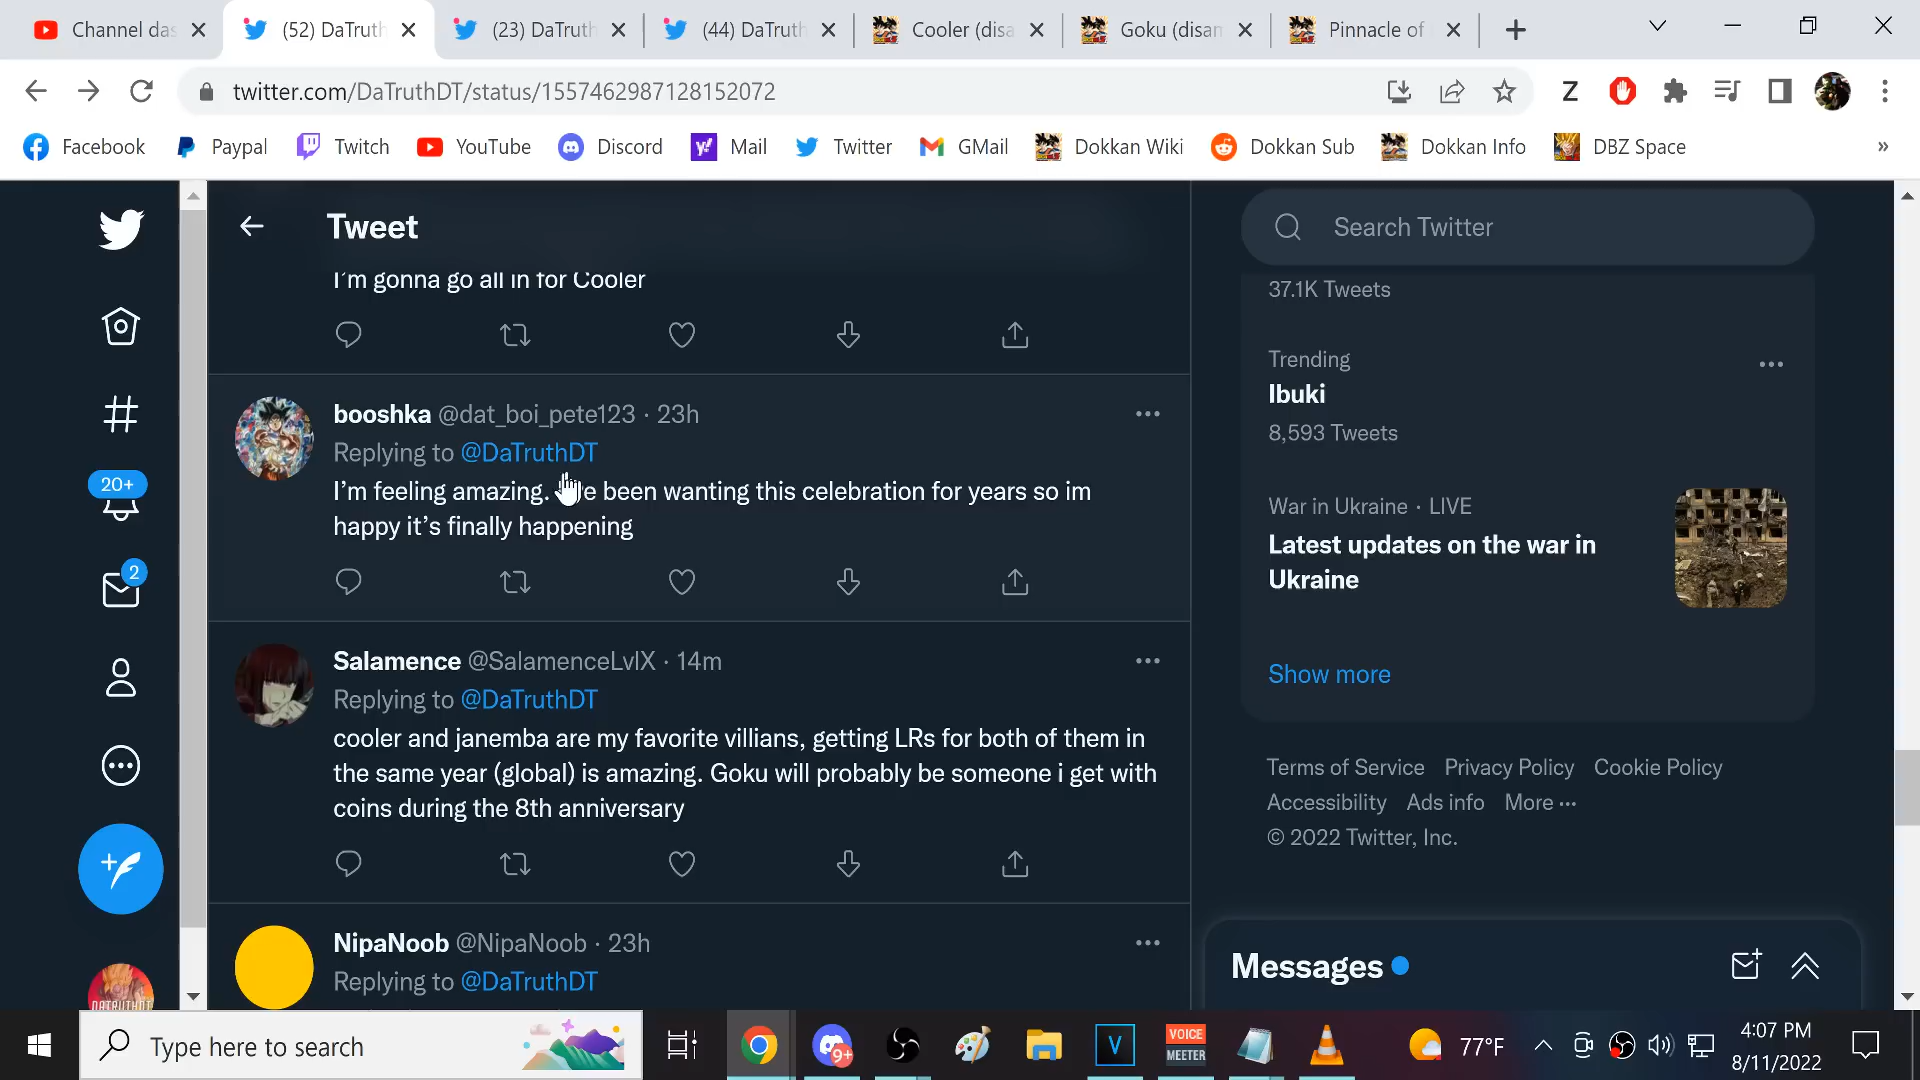 Channel das
(52) DaTruth
(23) DaTruth
(44) DaTruth
Cooler (disa
Goku (disam
Pinnacle of
twitter.com/DaTruthDT/status/1557462987128152072
Z
Facebook
Paypal
Twitch
YouTube
Discord
y!
Mail
Twitter
GMail
Dokkan Wiki
Dokkan Sub
Dokkan Info
DBZ Space
»
Tweet
Search Twitter
I'm gonna go all in for Cooler
37.1K Tweets
Trending
Ibuki
8,593 Tweets
booshka @dat_boi_pete123 · 23h
Replying to @DaTruthDT
I'm feeling amazing. been wanting this celebration for years so im
happy it's finally happening
20+
2
War in Ukraine · LIVE
Latest updates on the war in
Ukraine
Show more
Salamence @SalamenceLvlX · 14m
Replying to @DaTruthDT
cooler and janemba are my favorite villians, getting LRs for both of them in
the same year (global) is amazing. Goku will probably be someone i get with
coins during the 8th anniversary
Terms of Service Privacy Policy Cookie Policy
Accessibility Ads info More ···
© 2022 Twitter, Inc.
NipaNoob @NipaNoob · 23h
Replying to @DaTruthDT
Messages
DATRUTHDT
Type here to search
9+
V
VOICE
MEETER
77°F
4:07 PM
8/11/2022